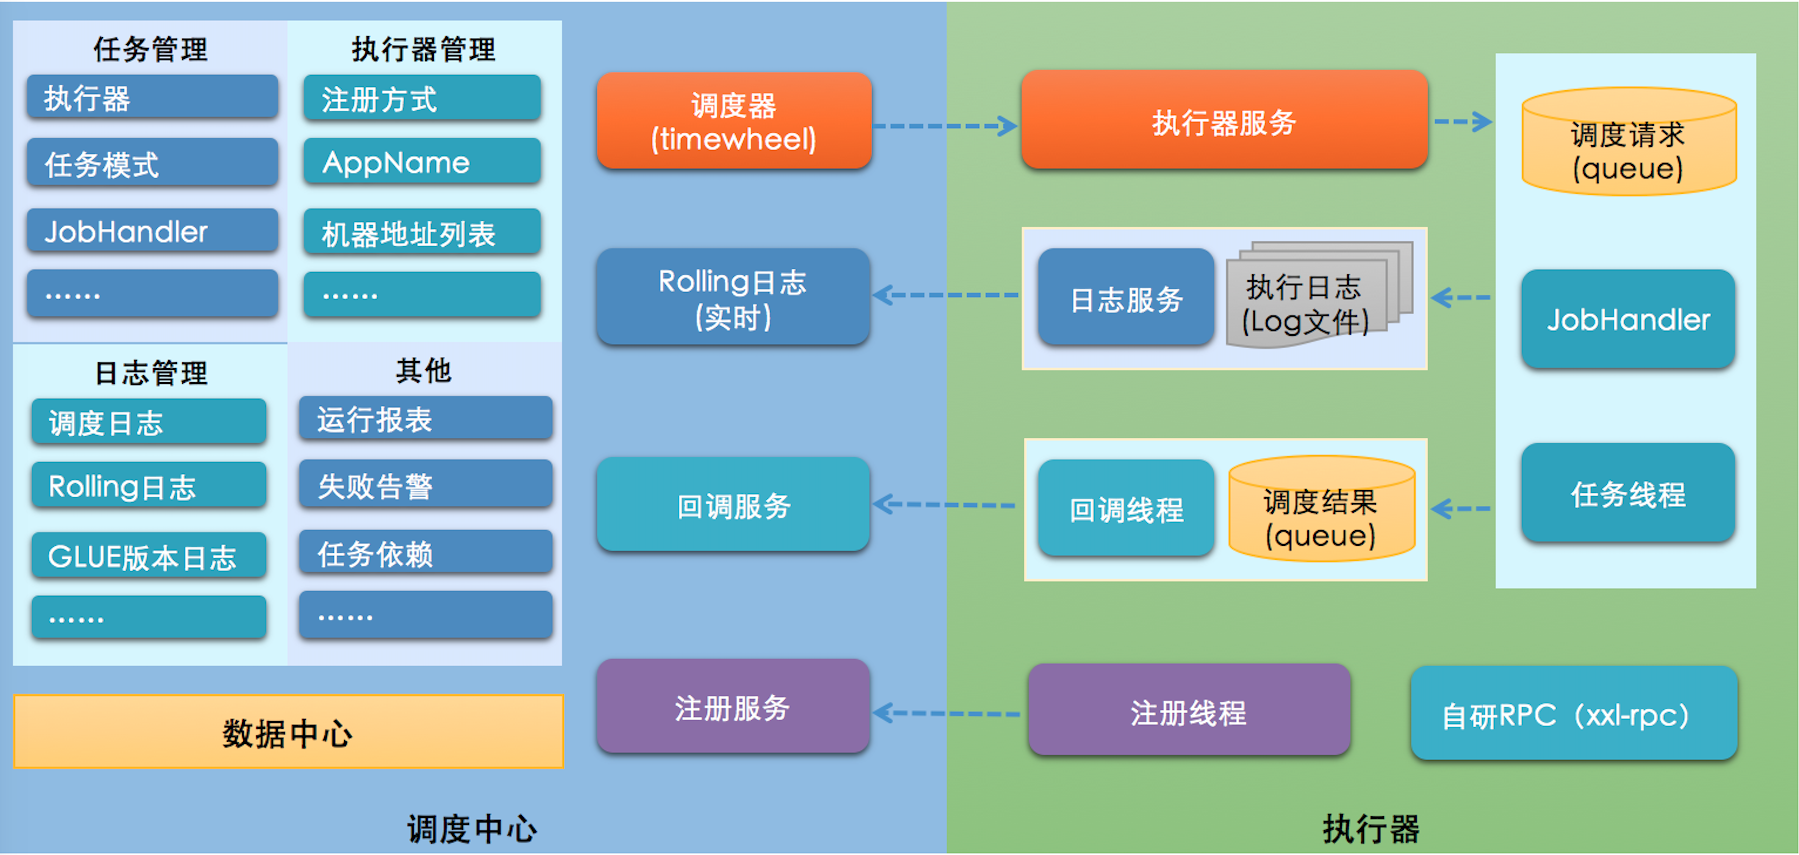 任务管理
执行器
任务模式
JobHandler
······
执行器管理
注册方式
AppName
机器地址列表
······
日志管理
调度日志
Rolling日志
GLUE版本日志
······
其他
运行报表
失败告警
任务依赖
······
数据中心
调度器
(timewheel)
Rolling日志
(实时)
回调服务
注册服务
调度中心
执行器服务
日志服务
执行日志
(Log文件)
回调线程
调度结果
(queue)
注册线程
调度请求
(queue)
JobHandler
任务线程
自研RPC（xxl-rpc）
执行器